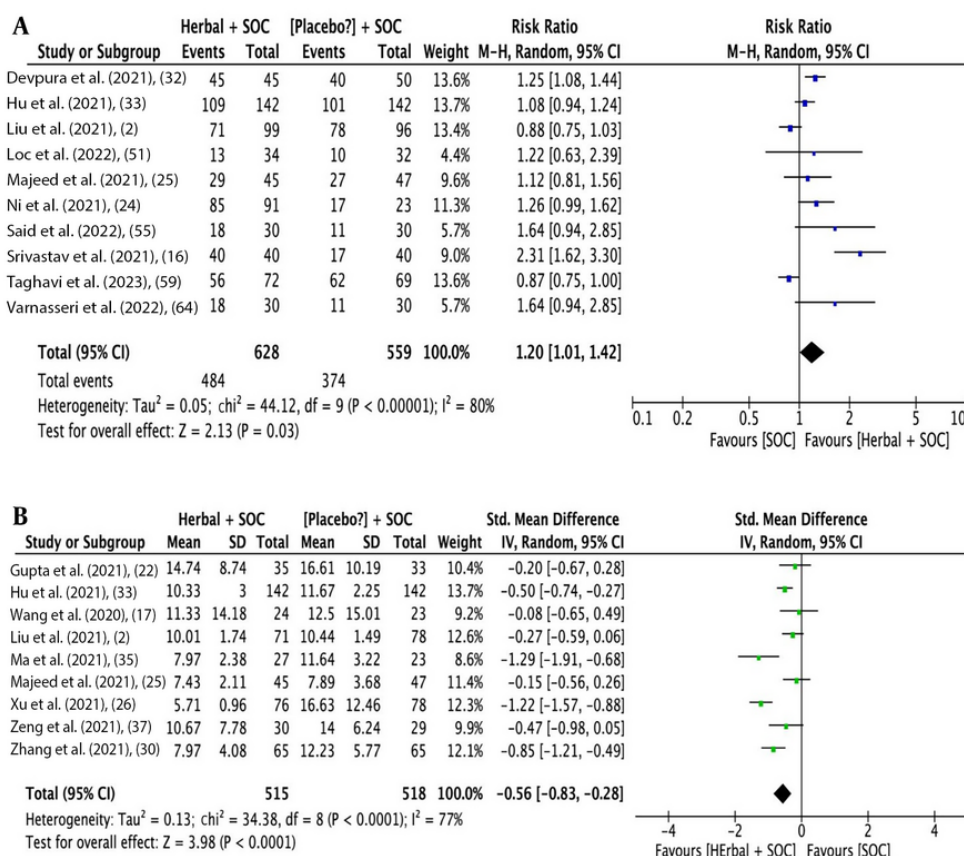 A
Herbal + SOC [Placebo?] + SOC Risk Ratio Risk Ratio
Study or Subgroup Events Total Events Total Weight M-H, Random, 95% CI M-H, Random, 95% CI
Devpura et al. (2021), (32) 45 45 40 50 13.6% 1.25 [1.08, 1.44]
Hu et al. (2021), (33) 109 142 101 142 13.7% 1.08 [0.94, 1.24]
Liu et al. (2021), (2) 71 99 78 96 13.4% 0.88 [0.75, 1.03]
Loc et al. (2022), (51) 13 34 10 32 4.4% 1.22 [0.63, 2.39]
Majeed et al. (2021), (25) 29 45 27 47 9.6% 1.12 [0.81, 1.56]
Ni et al. (2021), (24) 85 91 17 23 11.3% 1.26 [0.99, 1.62]
Said et al. (2022), (55) 18 30 11 30 5.7% 1.64 [0.94, 2.85]
Srivastav et al. (2021), (16) 40 40 17 40 9.0% 2.31 [1.62, 3.30]
Taghavi et al. (2023), (59) 56 72 62 69 13.6% 0.87 [0.75, 1.00]
Varnasseri et al. (2022), (64) 18 30 11 30 5.7% 1.64 [0.94, 2.85]
Total (95% CI) 628 559 100.0% 1.20 [1.01, 1.42]
Total events 484 374
Heterogeneity: Tau² = 0.05; chi² = 44.12, df = 9 (P < 0.00001); I² = 80%
Test for overall effect: Z = 2.13 (P = 0.03)
0.1 0.2 0.5 1 2 5 10
Favours [SOC] Favours [Herbal + SOC]
B
Herbal + SOC [Placebo?] + SOC Std. Mean Difference Std. Mean Difference
Study or Subgroup Mean SD Total Mean SD Total Weight IV, Random, 95% CI IV, Random, 95% CI
Gupta et al. (2021), (22) 14.74 8.74 35 16.61 10.19 33 10.4% -0.20 [-0.67, 0.28]
Hu et al. (2021), (33) 10.33 3 142 11.67 2.25 142 14.0% -0.50 [-0.74, -0.27]
Wang et al. (2020), (17) 11.33 14.18 24 12.5 15.01 23 9.2% -0.08 [-0.65, 0.49]
Liu et al. (2021), (2) 10.01 1.74 71 10.44 1.49 78 12.6% -0.27 [-0.59, 0.06]
Ma et al. (2021), (35) 7.97 2.38 27 11.64 3.22 23 8.6% -1.29 [-1.91, -0.68]
Majeed et al. (2021), (25) 7.43 2.11 45 7.89 3.68 47 11.4% -0.15 [-0.56, 0.26]
Xu et al. (2021), (26) 5.71 0.96 76 16.63 12.46 78 12.3% -1.22 [-1.57, -0.88]
Zeng et al. (2021), (37) 10.67 7.78 30 14 6.24 29 9.9% -0.47 [-0.98, 0.05]
Zhang et al. (2021), (30) 7.97 4.08 65 12.23 5.77 65 12.1% -0.85 [-1.21, -0.49]
Total (95% CI) 515 518 100.0% -0.56 [-0.83, -0.28]
Heterogeneity: Tau² = 0.13; chi² = 34.38, df = 8 (P < 0.0001); I² = 77%
Test for overall effect: Z = 3.98 (P < 0.0001)
-4 -2 0 2 4
Favours [HErbal + SOC] Favours [SOC]